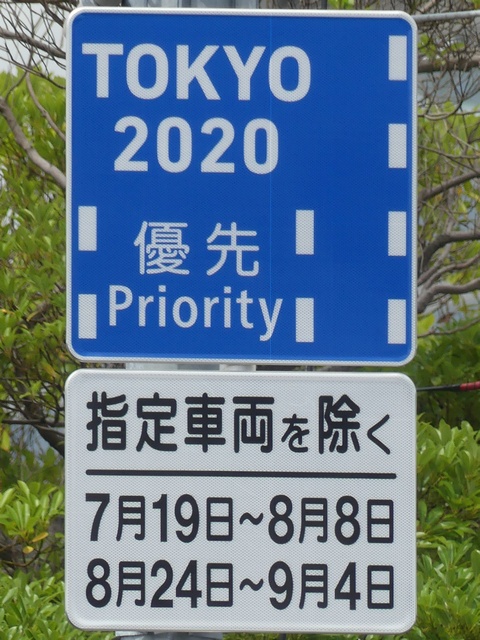 TOKYO
2020
優先
Priority
指定車両を除く
7月19日~8月8日
8月24日~9月4日